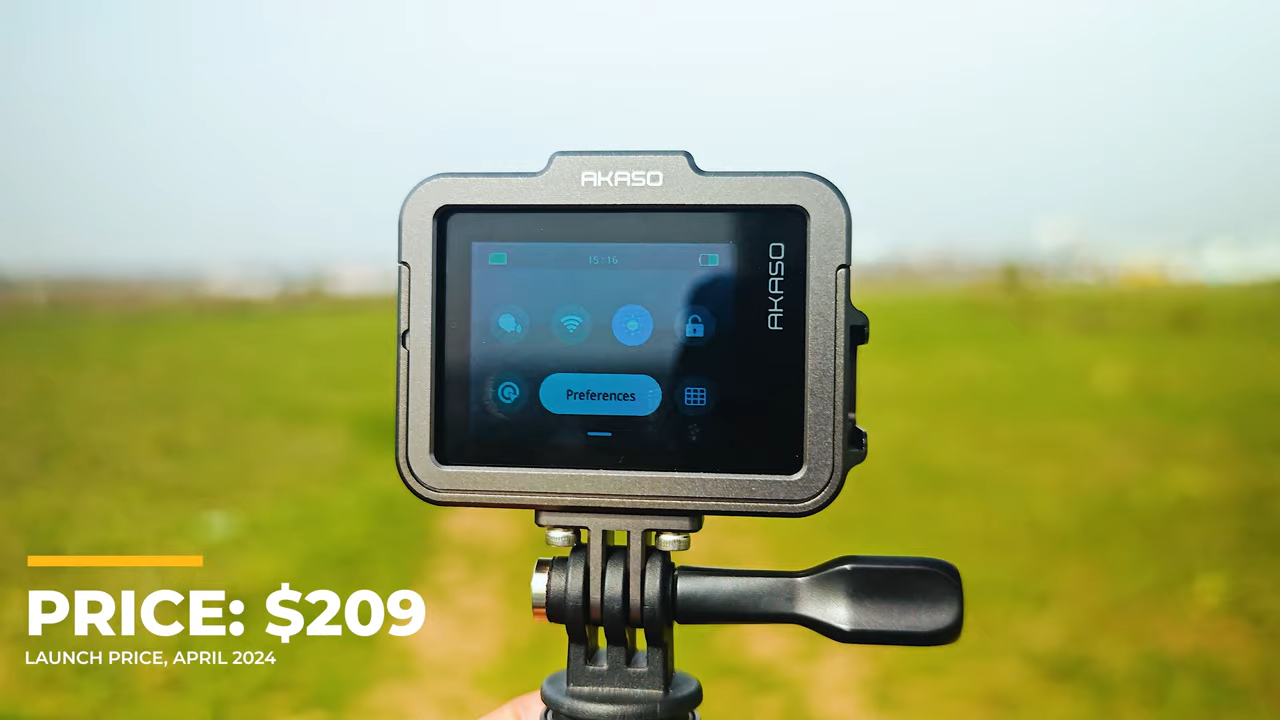 AKASO
15:16
AKASO
Preferences
PRICE: $209
LAUNCH PRICE, APRIL 2024